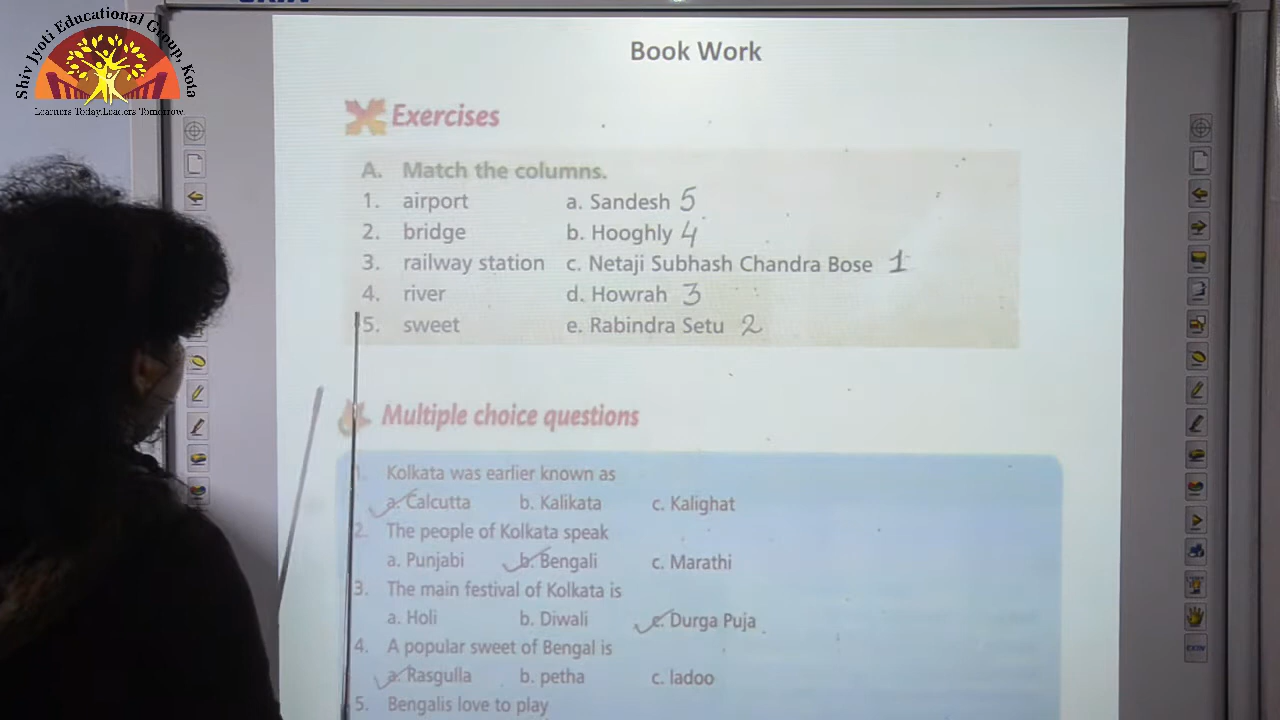 Shiv Jyoti Educational Group, Kota
Learners Today.Leaders Tomorrow.
Book Work
Exercises
A. Match the columns.
1. airport a. Sandesh 5
2. bridge b. Hooghly 4
3. railway station c. Netaji Subhash Chandra Bose 1
4. river d. Howrah 3
5. sweet e. Rabindra Setu 2
Multiple choice questions
1. Kolkata was earlier known as
a. Calcutta b. Kalikata c. Kalighat
2. The people of Kolkata speak
a. Punjabi b. Bengali c. Marathi
3. The main festival of Kolkata is
a. Holi b. Diwali c. Durga Puja
4. A popular sweet of Bengal is
a. Rasgulla b. petha c. ladoo
5. Bengalis love to play